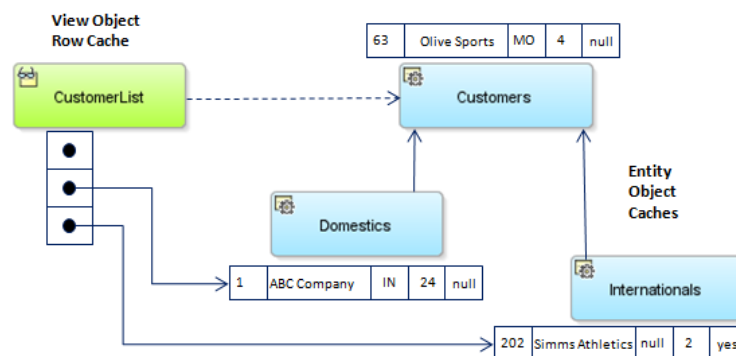 View Object
Row Cache
63 Olive Sports MO 4 null
CustomerList
Customers
Entity
Object
Caches
Domestics
1 ABC Company IN 24 null
Internationals
202 Simms Athletics null 2 yes